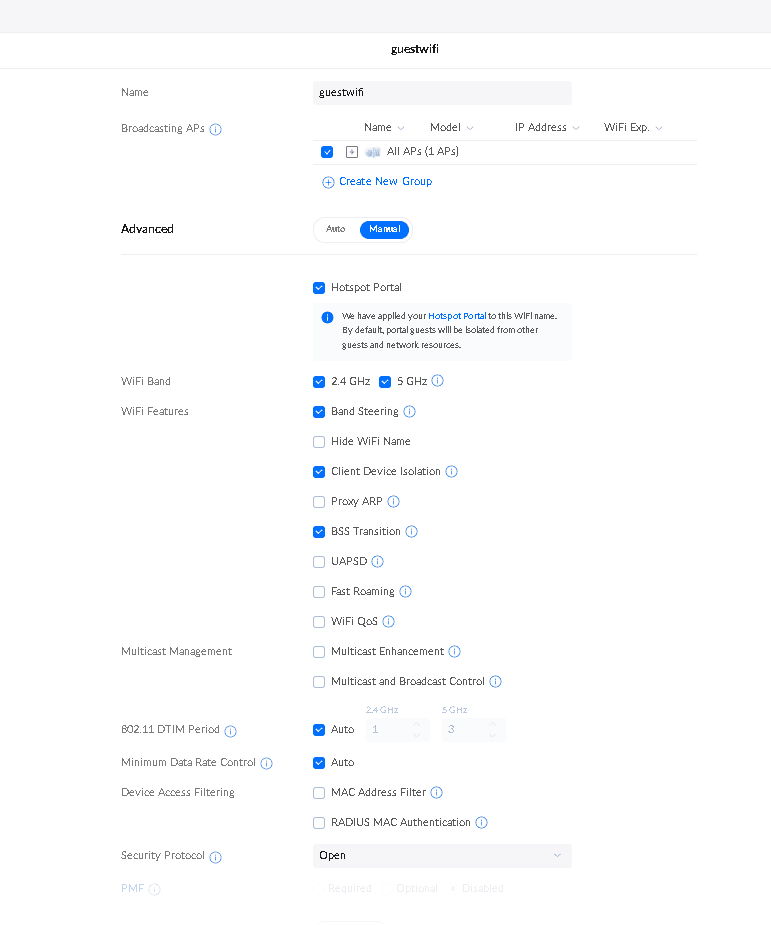 guestwifi
Name
guestwifi
Broadcasting APs
Name Model IP Address WiFi Exp.
All APs (1 APs)
Create New Group
Advanced
Auto Manual
Hotspot Portal
We have applied your Hotspot Portal to this WiFi name.
By default, portal guests will be isolated from other
guests and network resources.
WiFi Band
2.4 GHz 5 GHz
WiFi Features
Band Steering
Hide WiFi Name
Client Device Isolation
Proxy ARP
BSS Transition
UAPSD
Fast Roaming
WiFi QoS
Multicast Management
Multicast Enhancement
Multicast and Broadcast Control
2.4 GHz 5 GHz
802.11 DTIM Period
Auto 1 3
Minimum Data Rate Control
Auto
Device Access Filtering
MAC Address Filter
RADIUS MAC Authentication
Security Protocol
Open
PMF
Required Optional Disabled